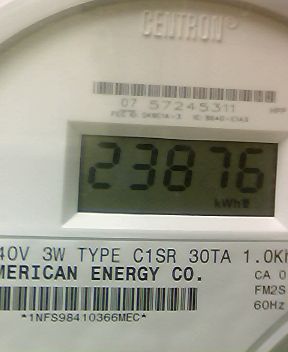 CENTRON
07 57245311
23876
kWh
40V 3W TYPE C1SR 30TA 1.0Kh
MERICAN ENERGY CO.
CA 0
FM2S
60Hz
*1NFS98410366MEC*